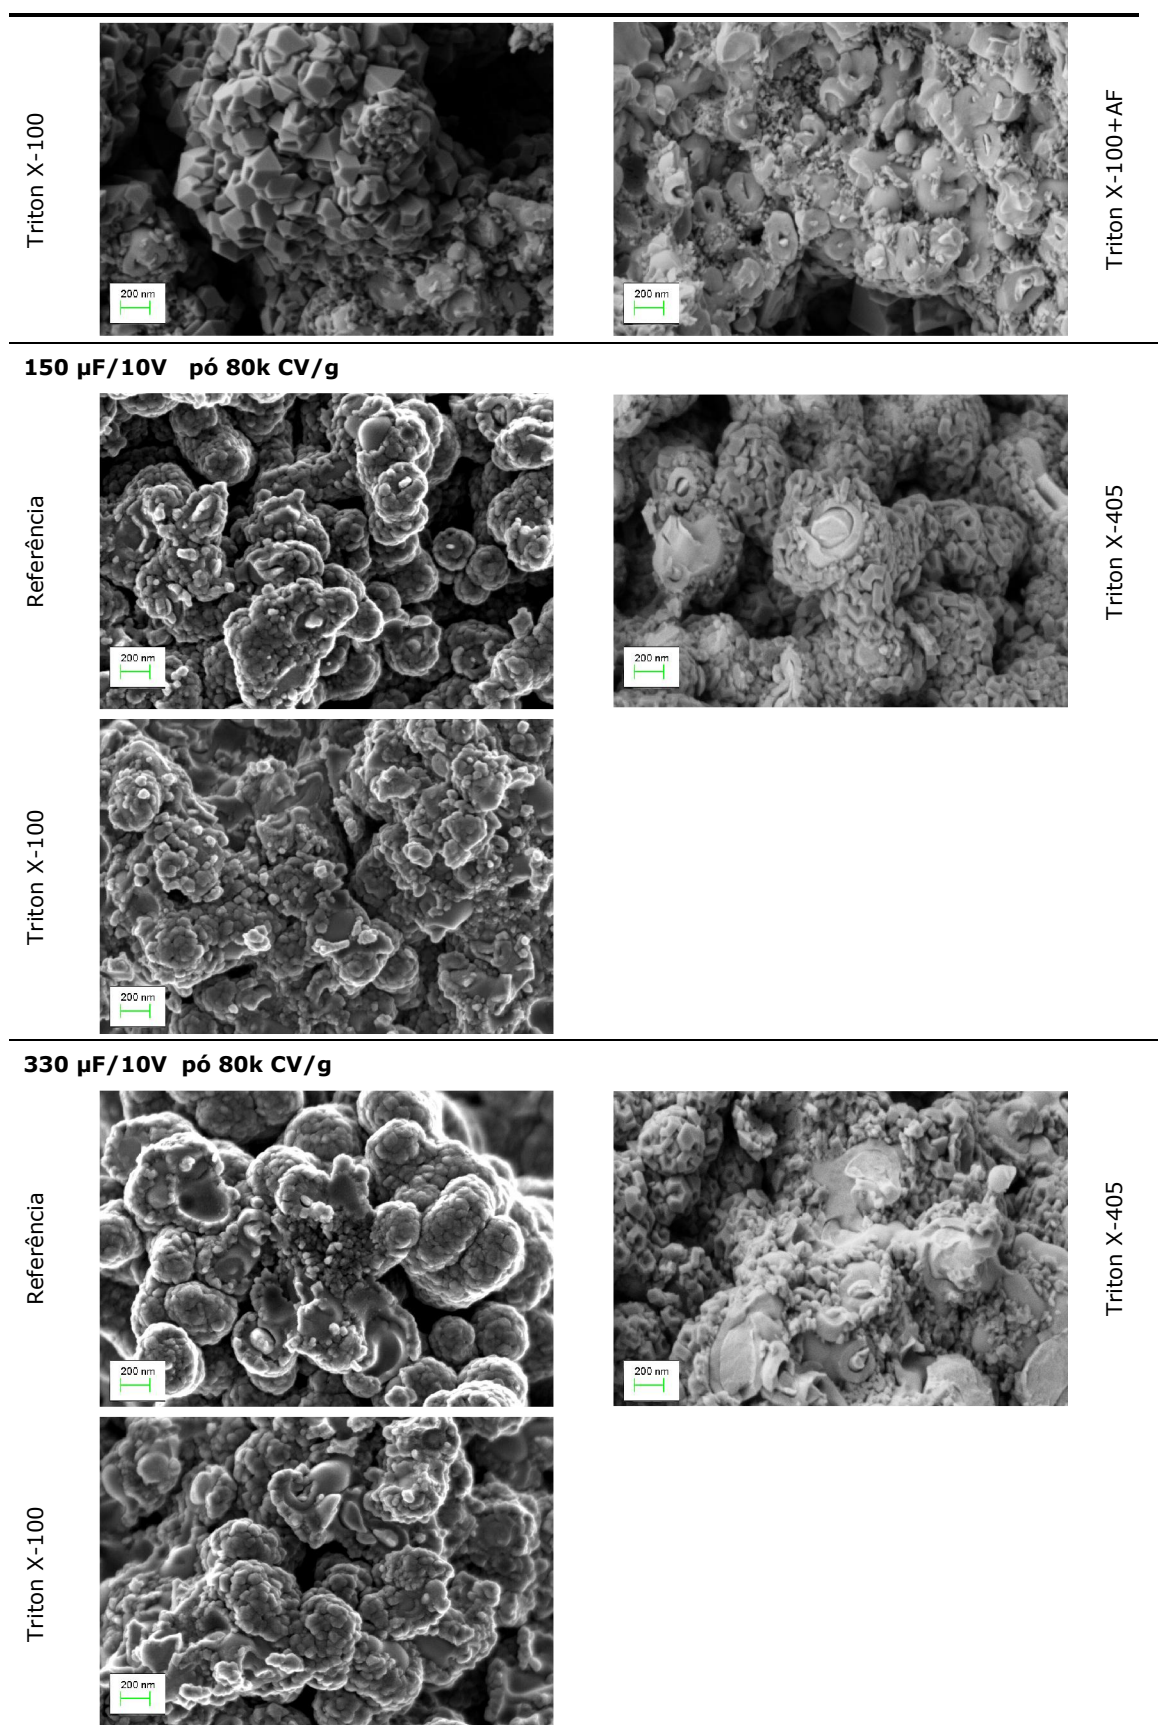 Triton X-100
200 nm
200 nm
Triton X-100+AF
150 µF/10V pó 80k CV/g
Referência
200 nm
200 nm
Triton X-405
Triton X-100
200 nm
330 µF/10V pó 80k CV/g
Referência
200 nm
200 nm
Triton X-405
Triton X-100
200 nm